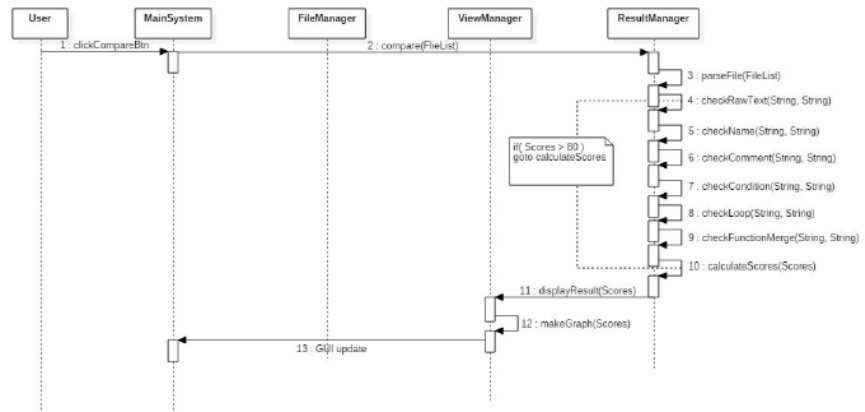 User
MainSystem
FileManager
ViewManager
ResultManager
1 : clickCompareBtn
2 : compare(FlieList)
3 : parseFile(FileList)
4 : checkRawText(String, String)
5 : checkName(String, String)
if( Scores > 80 )
goto calculateScores
6 : checkComment(String, String)
7 : checkCondition(String, String)
8 : checkLoop(String, String)
9 : checkFunctionMerge(String, String)
10 : calculateScores(Scores)
11 : displayResult(Scores)
12 : makeGraph(Scores)
13 : GUI update